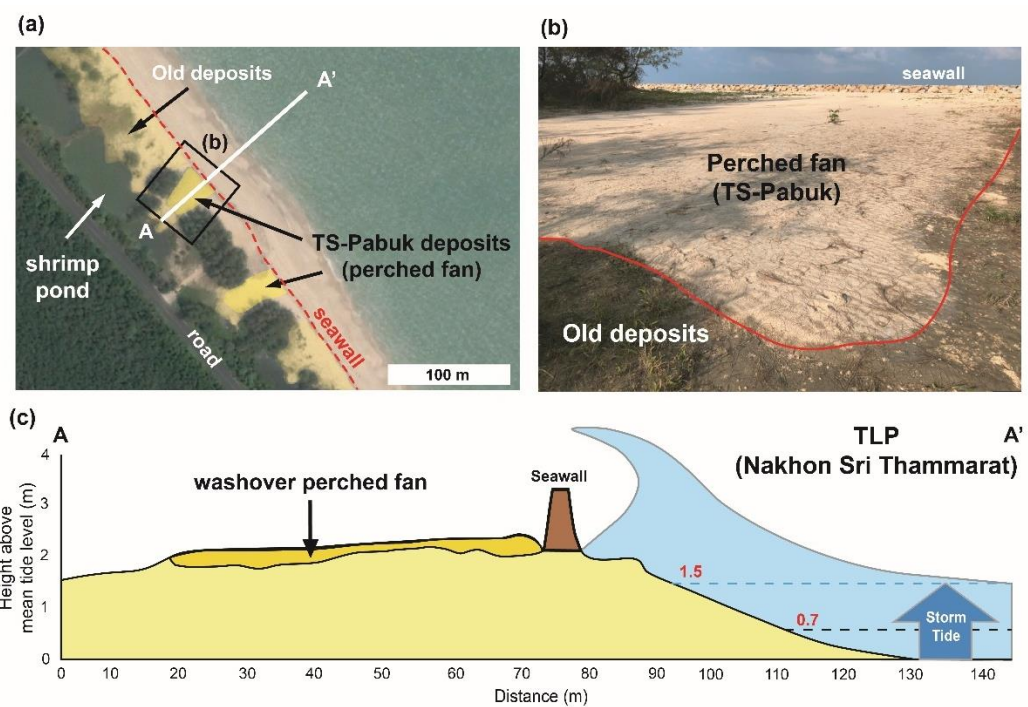 (a)
Old deposits
A'
(b)
A
shrimp
pond
TS-Pabuk deposits
(perched fan)
road
seawall
100 m
(b)
seawall
Perched fan
(TS-Pabuk)
Old deposits
(c)
A
TLP
A'
(Nakhon Sri Thammarat)
washover perched fan
Seawall
Height above
mean tide level (m)
4
3
2
1
0
1.5
0.7
Storm
Tide
0 10 20 30 40 50 60 70 80 90 100 110 120 130 140
Distance (m)